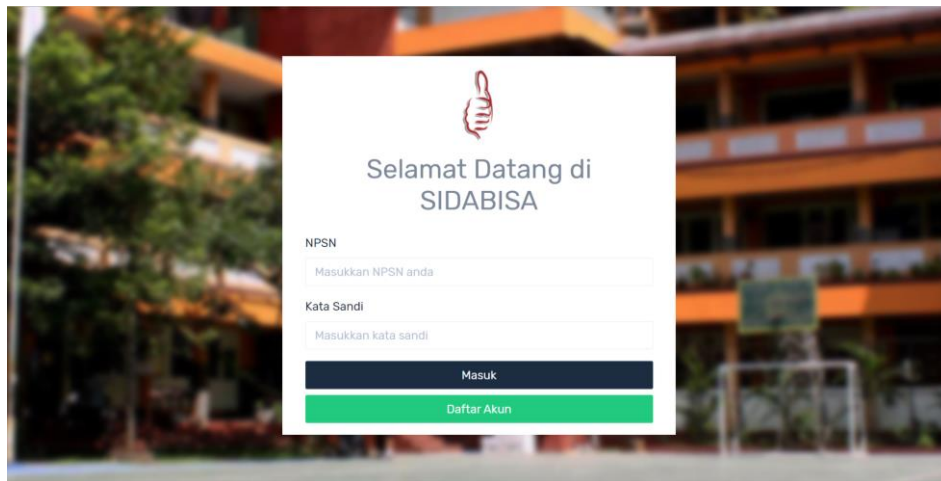 Selamat Datang di
SIDABISA
NPSN
Masukkan NPSN anda
Kata Sandi
Masukkan kata sandi
Masuk
Daftar Akun